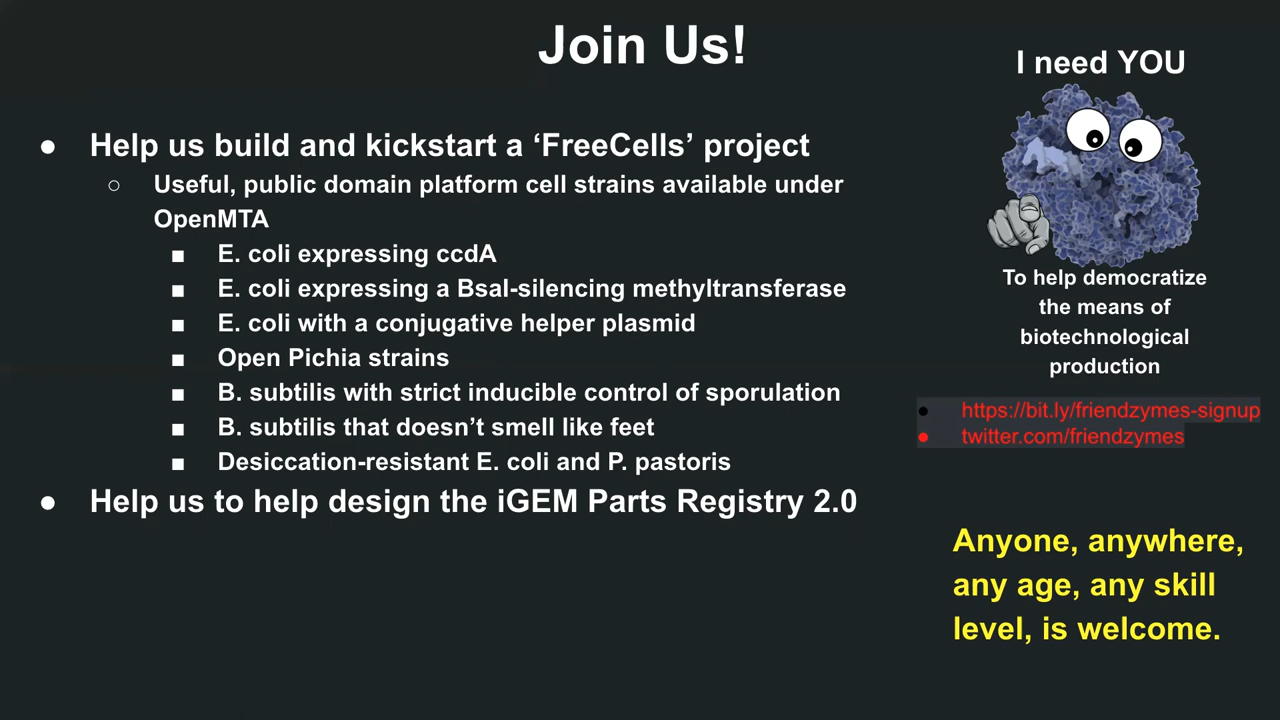 Join Us!
● Help us build and kickstart a ‘FreeCells’ project
○ Useful, public domain platform cell strains available under
OpenMTA
■ E. coli expressing ccdA
■ E. coli expressing a BsaI-silencing methyltransferase
■ E. coli with a conjugative helper plasmid
■ Open Pichia strains
■ B. subtilis with strict inducible control of sporulation
■ B. subtilis that doesn’t smell like feet
■ Desiccation-resistant E. coli and P. pastoris
● Help us to help design the iGEM Parts Registry 2.0
I need YOU
To help democratize
the means of
biotechnological
production
● https://bit.ly/friendzymes-signup
● twitter.com/friendzymes
Anyone, anywhere,
any age, any skill
level, is welcome.